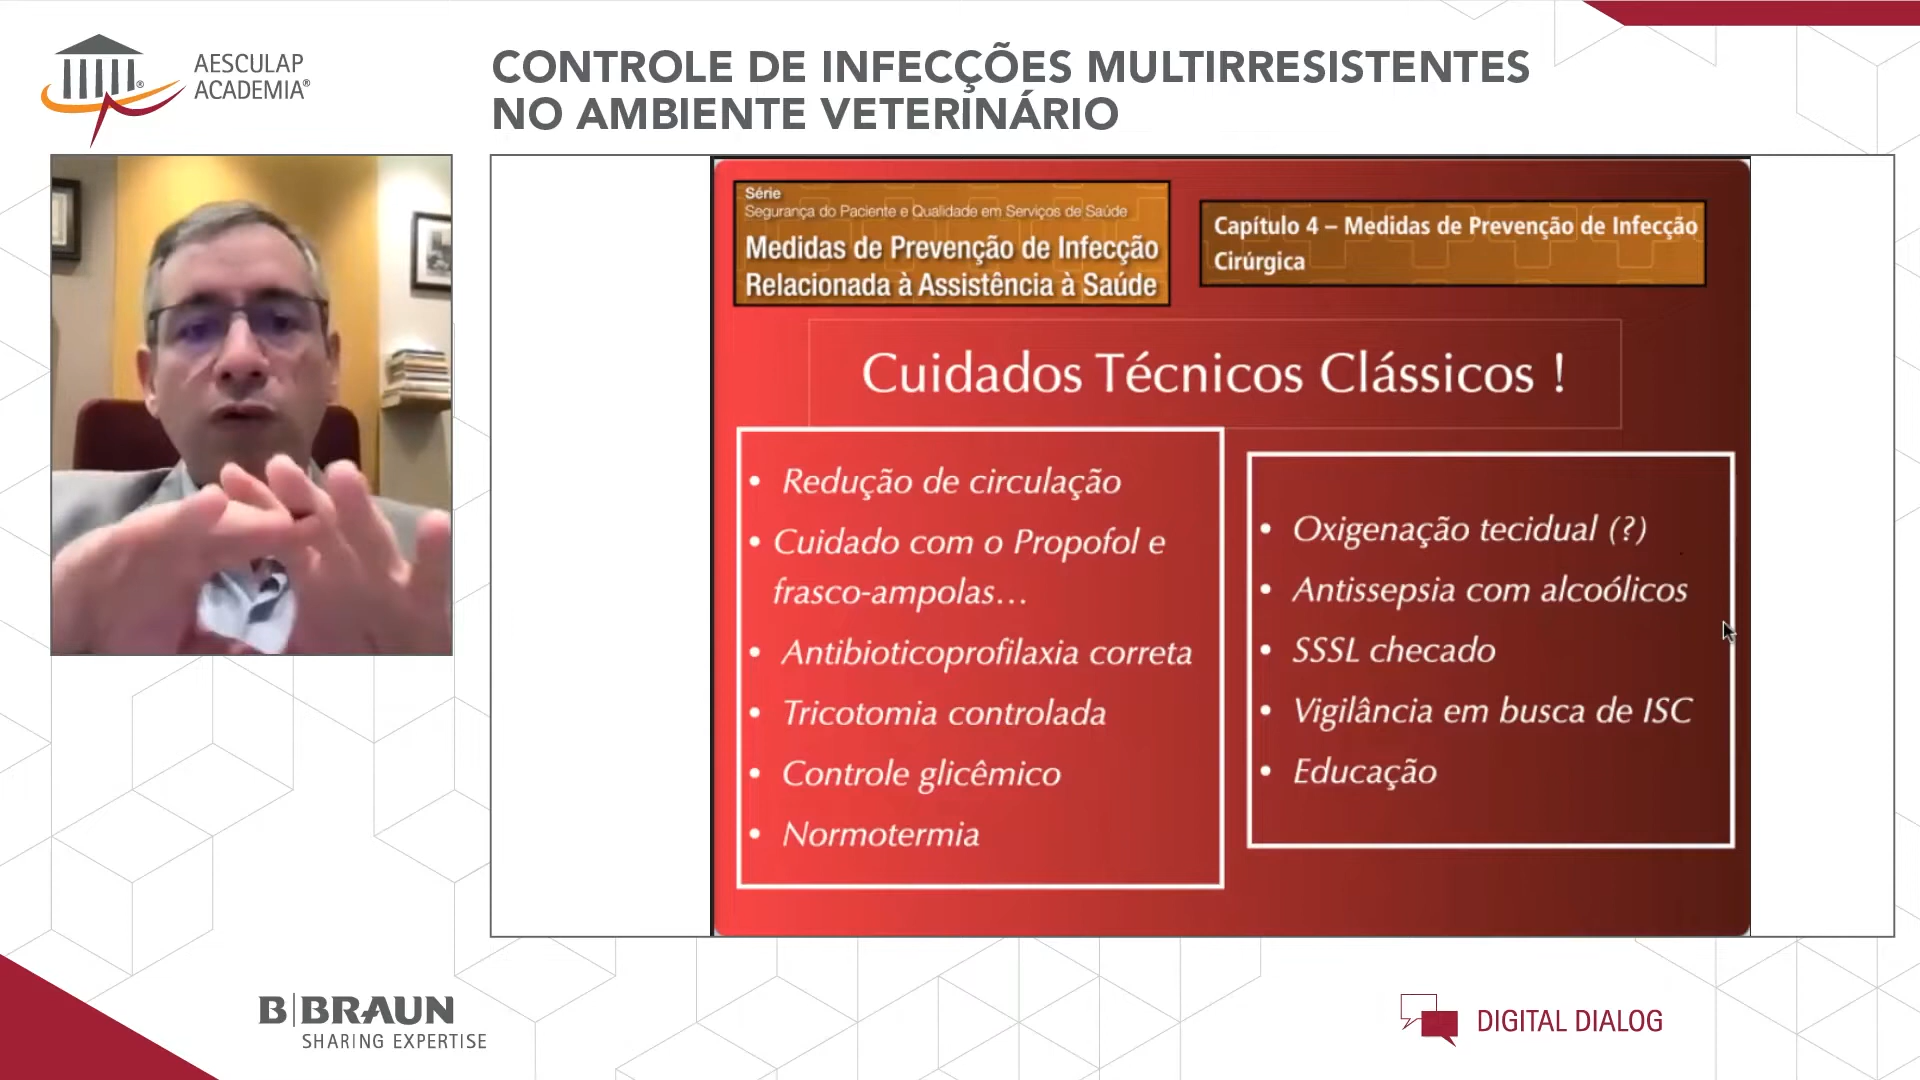 AESCULAP
ACADEMIA®
CONTROLE DE INFECÇÕES MULTIRRESISTENTES
NO AMBIENTE VETERINÁRIO
Série
Segurança do Paciente e Qualidade em Serviços de Saúde
Medidas de Prevenção de Infecção
Relacionada à Assistência à Saúde
Capítulo 4 – Medidas de Prevenção de Infecção
Cirúrgica
Cuidados Técnicos Clássicos !
• Redução de circulação
• Cuidado com o Propofol e
frasco-ampolas...
• Antibioticoprofilaxia correta
• Tricotomia controlada
• Controle glicêmico
• Normotermia
• Oxigenação tecidual (?)
• Antissepsia com alcoólicos
• SSSL checado
• Vigilância em busca de ISC
• Educação
B|BRAUN
SHARING EXPERTISE
DIGITAL DIALOG